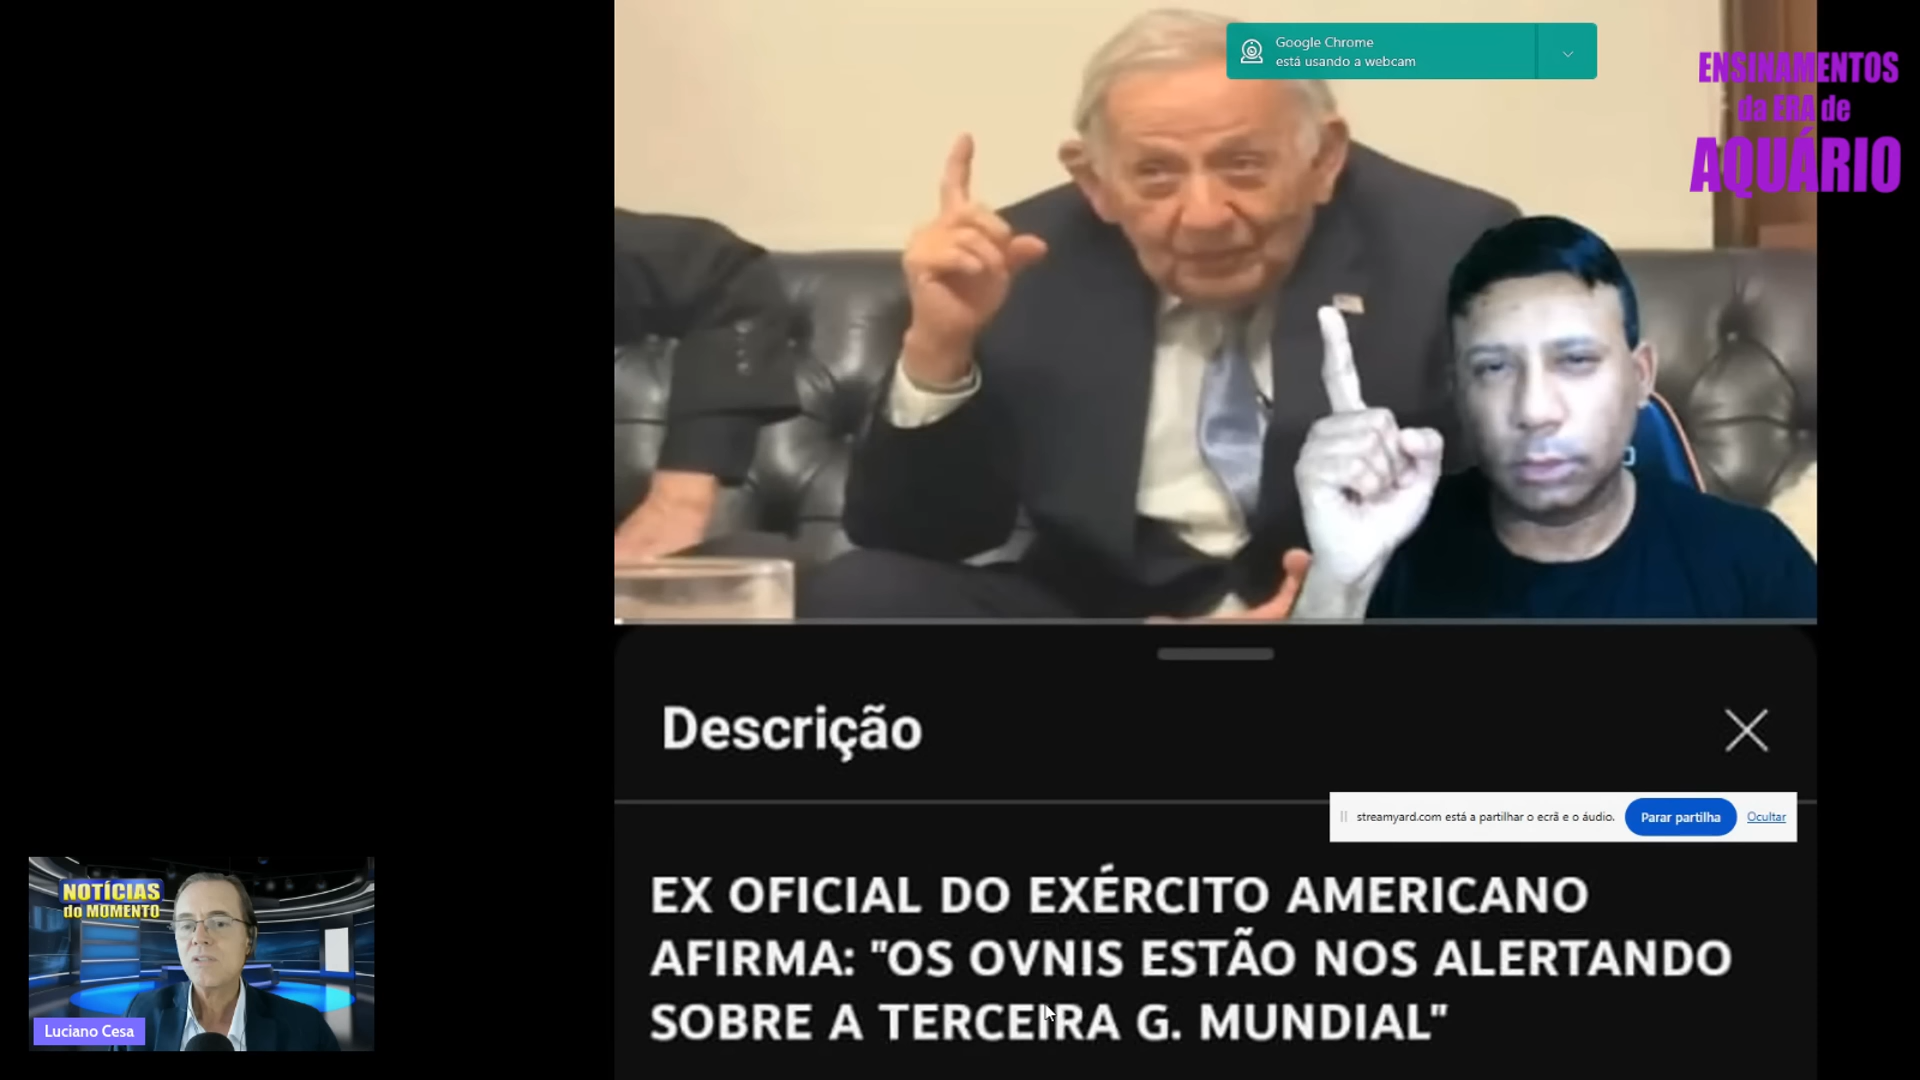 Google Chrome
está usando a webcam
ENSINAMENTOS
da ERA de
AQUÁRIO
Descrição
streamyard.com está a partilhar o ecrã e o áudio.
Parar partilha
Ocultar
EX OFICIAL DO EXÉRCITO AMERICANO
AFIRMA: "OS OVNIS ESTÃO NOS ALERTANDO
SOBRE A TERCEIRA G. MUNDIAL"
NOTÍCIAS
do MOMENTO
Luciano Cesa